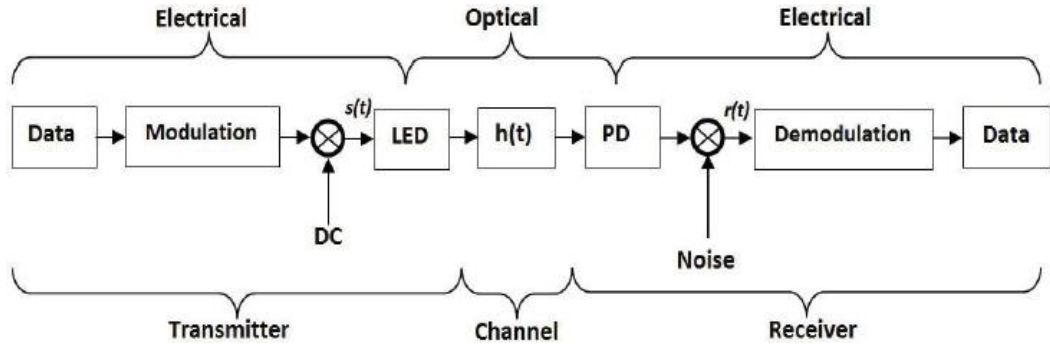 Electrical Optical Electrical
s(t) r(t)
Data Modulation LED h(t) PD Demodulation Data
DC
Noise
Transmitter Channel Receiver